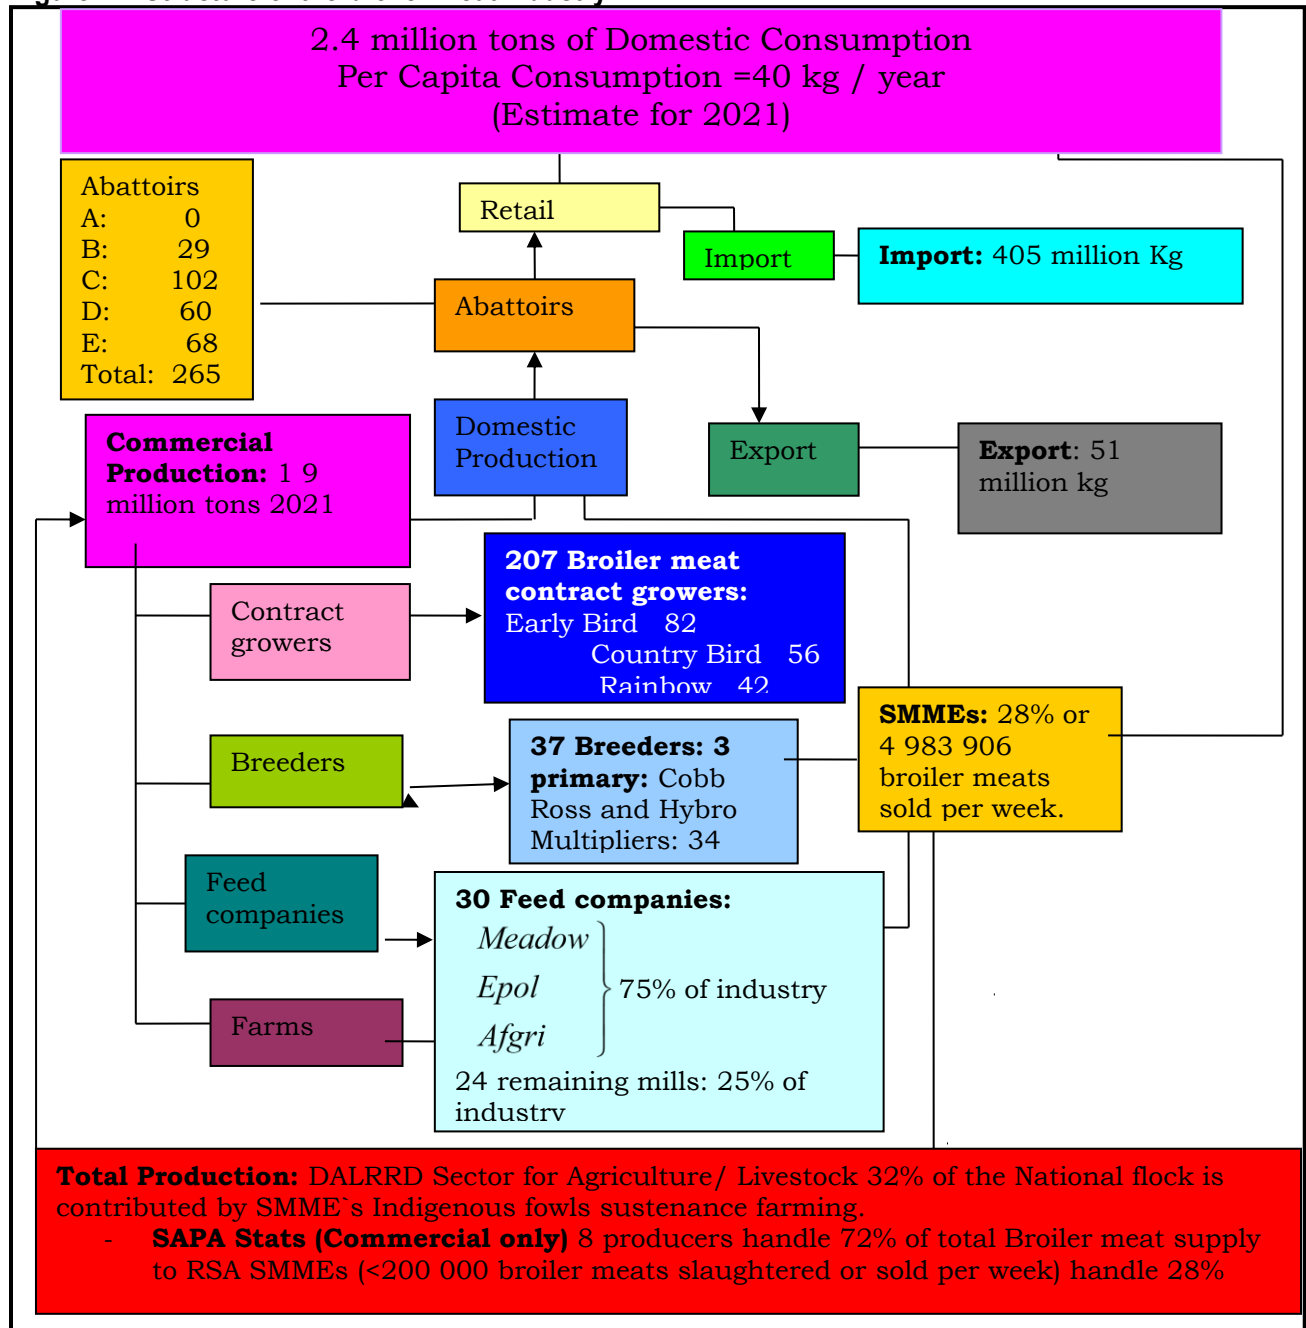 2.4 million tons of Domestic Consumption
Per Capita Consumption =40 kg / year
(Estimate for 2021)
Abattoirs
A: 0
B: 29
C: 102
D: 60
E: 68
Total: 265
Retail
Import
Import: 405 million Kg
Abattoirs
Domestic
Production
Export
Export: 51
million kg
Commercial
Production: 1 9
million tons 2021
Contract
growers
207 Broiler meat
contract growers:
Early Bird 82
Country Bird 56
Rainbow 42
Breeders
37 Breeders: 3
primary: Cobb
Ross and Hybro
Multipliers: 34
SMMEs: 28% or
4 983 906
broiler meats
sold per week.
Feed
companies
30 Feed companies:
Meadow
Epol
Afgri
75% of industry
24 remaining mills: 25% of
industry
Farms
Total Production: DALRRD Sector for Agriculture/ Livestock 32% of the National flock is
contributed by SMME`s Indigenous fowls sustenance farming.
- SAPA Stats (Commercial only) 8 producers handle 72% of total Broiler meat supply
to RSA SMMEs (<200 000 broiler meats slaughtered or sold per week) handle 28%